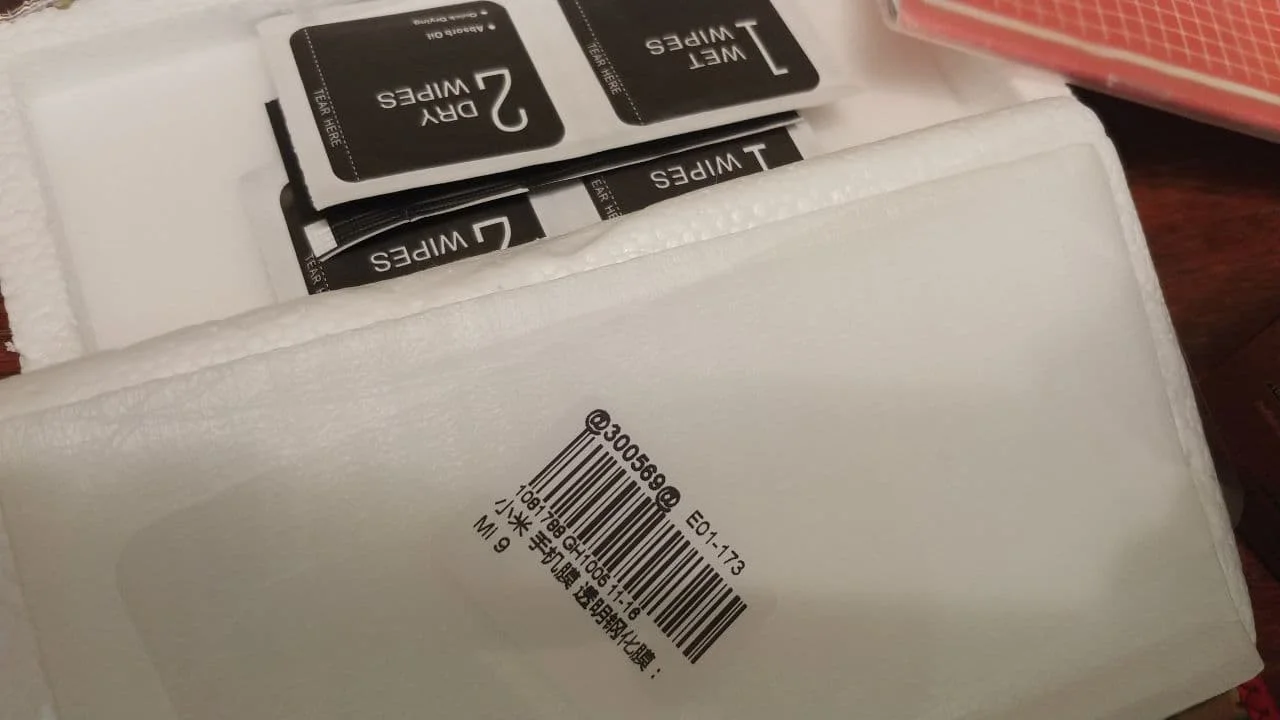 2 DRY
WIPES
TEAR HERE
• Absorb Oil
• Quick Drying
1 WET
WIPES
TEAR HERE
2 WIPES
TEAR
1 WIPES
TEAR HE
@300569@
E01-173
1081788 GH1005 11-16
小米 手机膜 透明钢化膜：
Mi 9